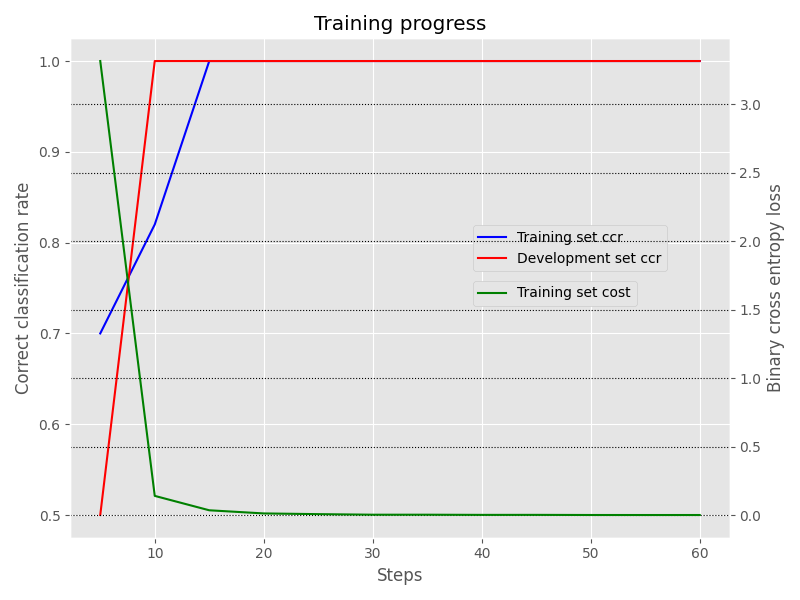 Training progress
Correct classification rate
1.0
0.9
0.8
0.7
0.6
0.5
3.0
2.5
2.0
1.5
1.0
0.5
0.0
Binary cross entropy loss
Training set ccr
Development set ccr
Training set cost
10 20 30 40 50 60
Steps